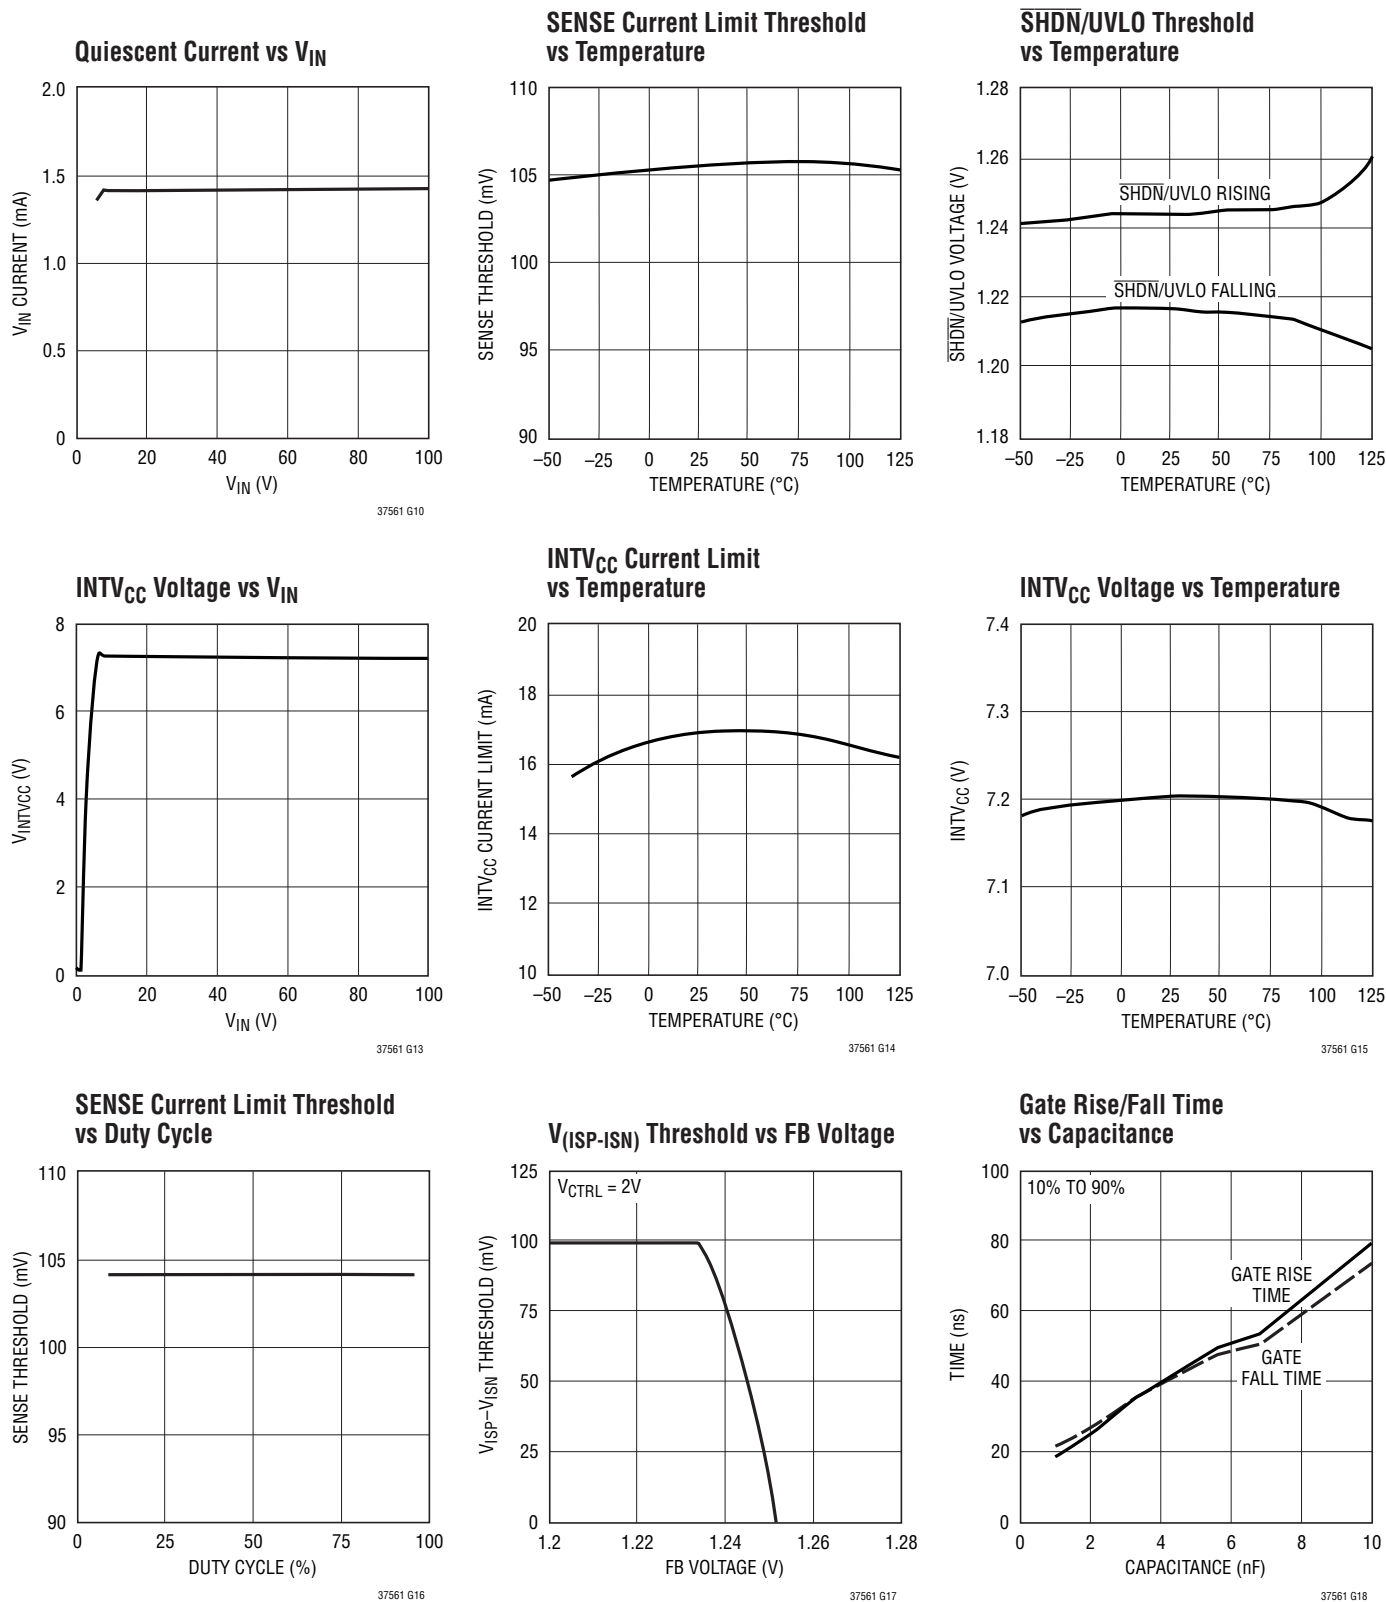 Quiescent Current vs VIN
2.0
1.5
1.0
0.5
0
0 20 40 60 80 100
VIN CURRENT (mA)
VIN (V)
37561 G10
SENSE Current Limit Threshold
vs Temperature
110
105
100
95
90
–50 –25 0 25 50 75 100 125
SENSE THRESHOLD (mV)
TEMPERATURE (°C)
SHDN/UVLO Threshold
vs Temperature
1.28
1.26
1.24
1.22
1.20
1.18
–50 –25 0 25 50 75 100 125
SHDN/UVLO VOLTAGE (V)
SHDN/UVLO RISING
SHDN/UVLO FALLING
TEMPERATURE (°C)
INTVCC Voltage vs VIN
8
6
4
2
0
0 20 40 60 80 100
VINTVCC (V)
VIN (V)
37561 G13
INTVCC Current Limit
vs Temperature
20
18
16
14
12
10
–50 –25 0 25 50 75 100 125
INTVCC CURRENT LIMIT (mA)
TEMPERATURE (°C)
37561 G14
INTVCC Voltage vs Temperature
7.4
7.3
7.2
7.1
7.0
–50 –25 0 25 50 75 100 125
INTVCC (V)
TEMPERATURE (°C)
37561 G15
SENSE Current Limit Threshold
vs Duty Cycle
110
105
100
95
90
0 25 50 75 100
SENSE THRESHOLD (mV)
DUTY CYCLE (%)
37561 G16
V(ISP-ISN) Threshold vs FB Voltage
VCTRL = 2V
125
100
75
50
25
0
1.2 1.22 1.24 1.26 1.28
VISP–VISN THRESHOLD (mV)
FB VOLTAGE (V)
37561 G17
Gate Rise/Fall Time
vs Capacitance
10% TO 90%
100
80
60
40
20
0
0 2 4 6 8 10
TIME (ns)
GATE RISE
TIME
GATE
FALL TIME
CAPACITANCE (nF)
37561 G18